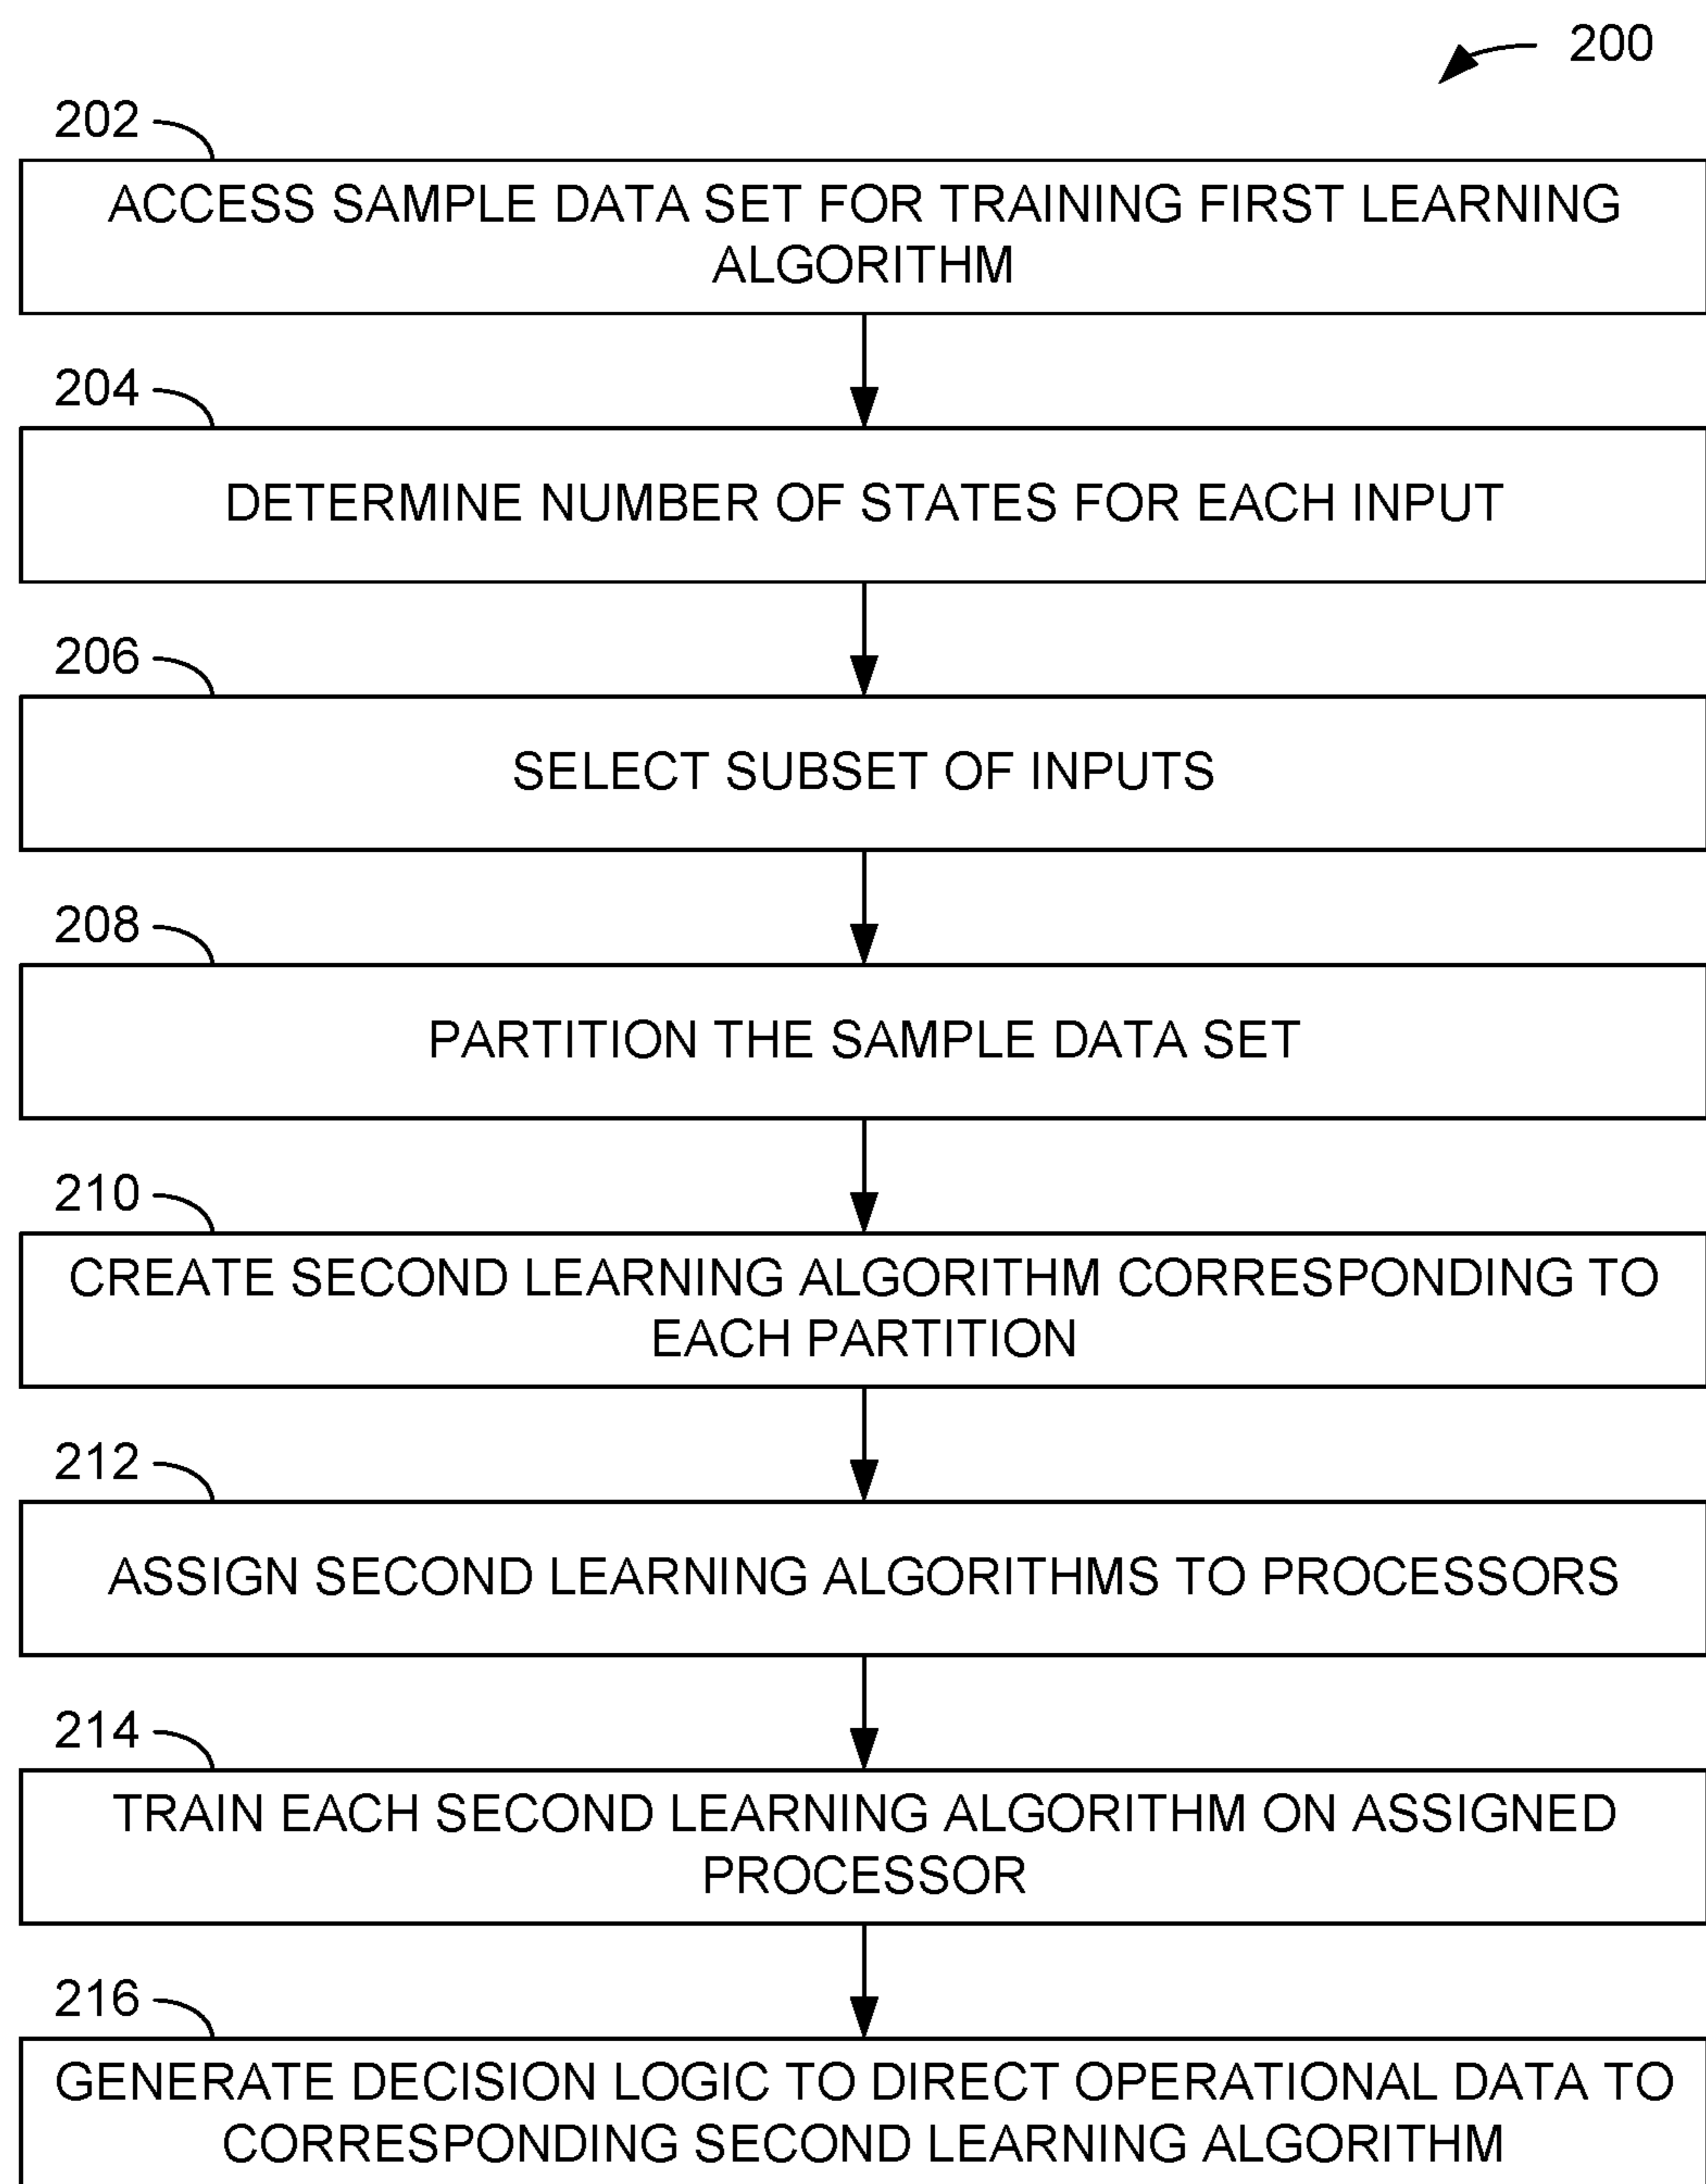 200
202
ACCESS SAMPLE DATA SET FOR TRAINING FIRST LEARNING
ALGORITHM
204
DETERMINE NUMBER OF STATES FOR EACH INPUT
206
SELECT SUBSET OF INPUTS
208
PARTITION THE SAMPLE DATA SET
210
CREATE SECOND LEARNING ALGORITHM CORRESPONDING TO
EACH PARTITION
212
ASSIGN SECOND LEARNING ALGORITHMS TO PROCESSORS
214
TRAIN EACH SECOND LEARNING ALGORITHM ON ASSIGNED
PROCESSOR
216
GENERATE DECISION LOGIC TO DIRECT OPERATIONAL DATA TO
CORRESPONDING SECOND LEARNING ALGORITHM